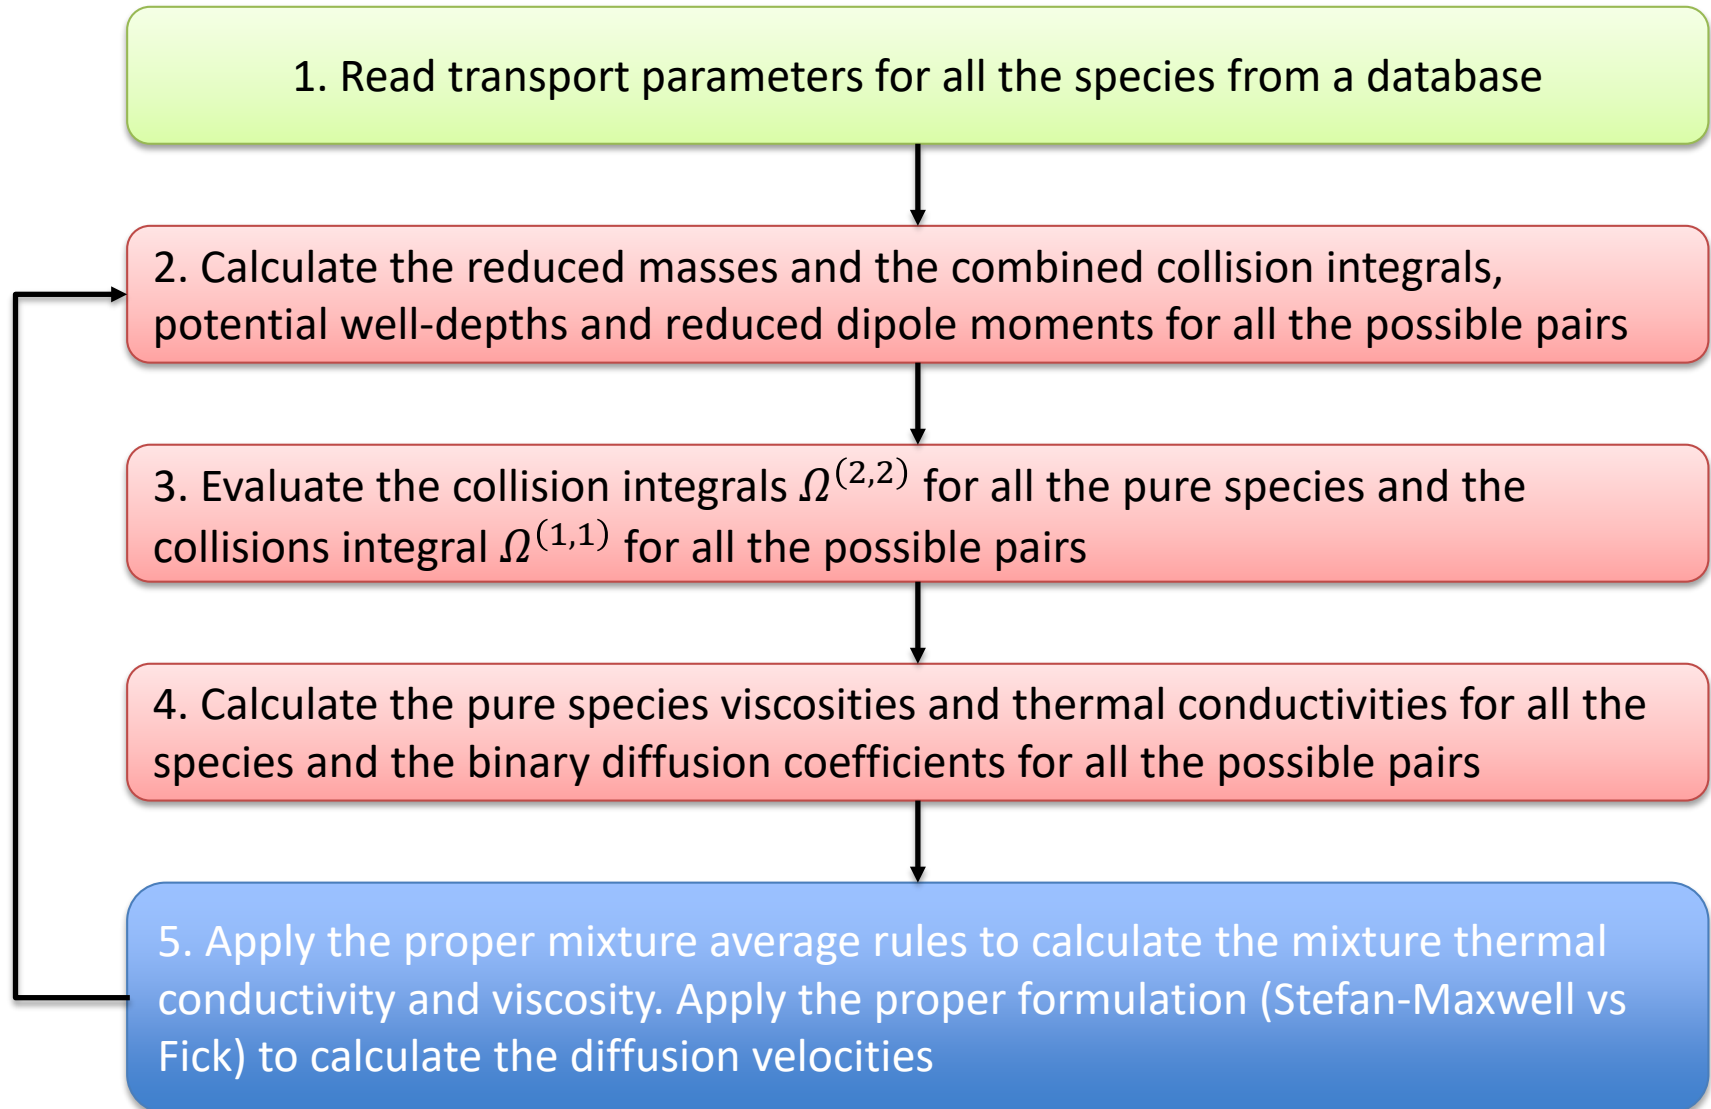 1. Read transport parameters for all the species from a database
2. Calculate the reduced masses and the combined collision integrals,
potential well-depths and reduced dipole moments for all the possible pairs
3. Evaluate the collision integrals Ω^(2,2) for all the pure species and the
collisions integral Ω^(1,1) for all the possible pairs
4. Calculate the pure species viscosities and thermal conductivities for all the
species and the binary diffusion coefficients for all the possible pairs
5. Apply the proper mixture average rules to calculate the mixture thermal
conductivity and viscosity. Apply the proper formulation (Stefan-Maxwell vs
Fick) to calculate the diffusion velocities